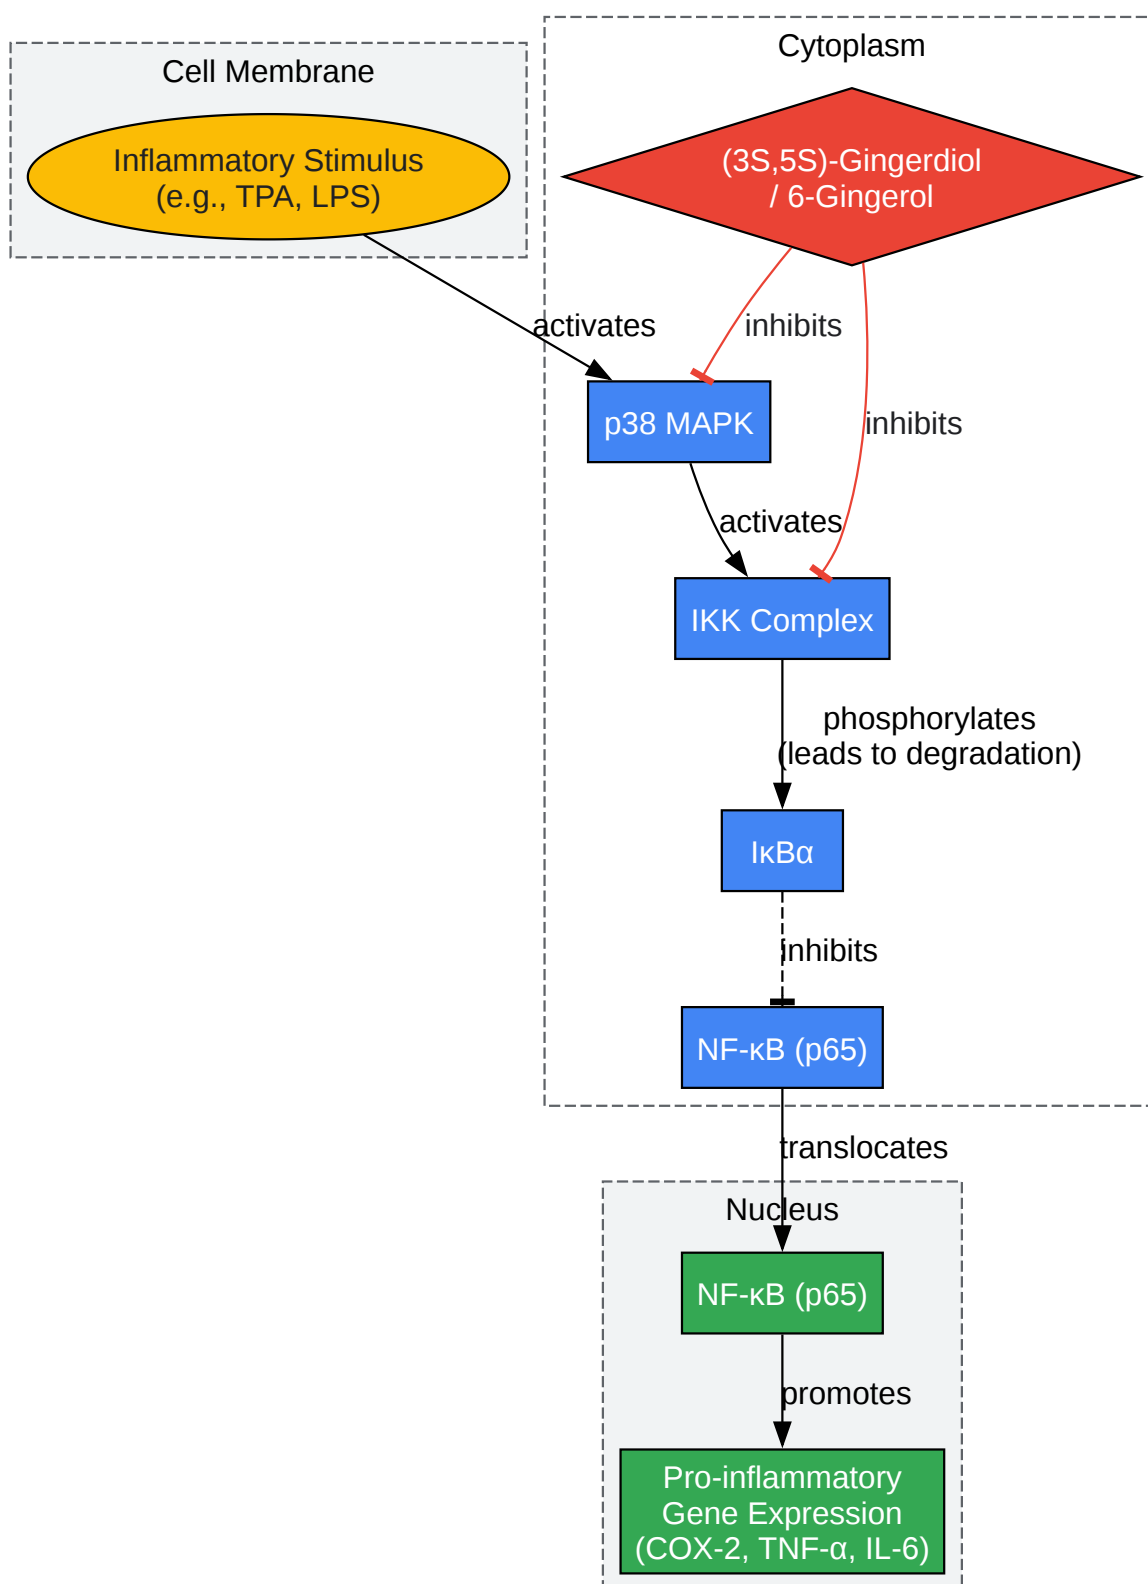 Cytoplasm
Cell Membrane
Inflammatory Stimulus
(e.g., TPA, LPS)
(3S,5S)-Gingerdiol
/ 6-Gingerol
activates
inhibits
p38 MAPK
inhibits
activates
IKK Complex
phosphorylates
(leads to degradation)
IκBα
inhibits
NF-κB (p65)
translocates
Nucleus
NF-κB (p65)
promotes
Pro-inflammatory
Gene Expression
(COX-2, TNF-α, IL-6)